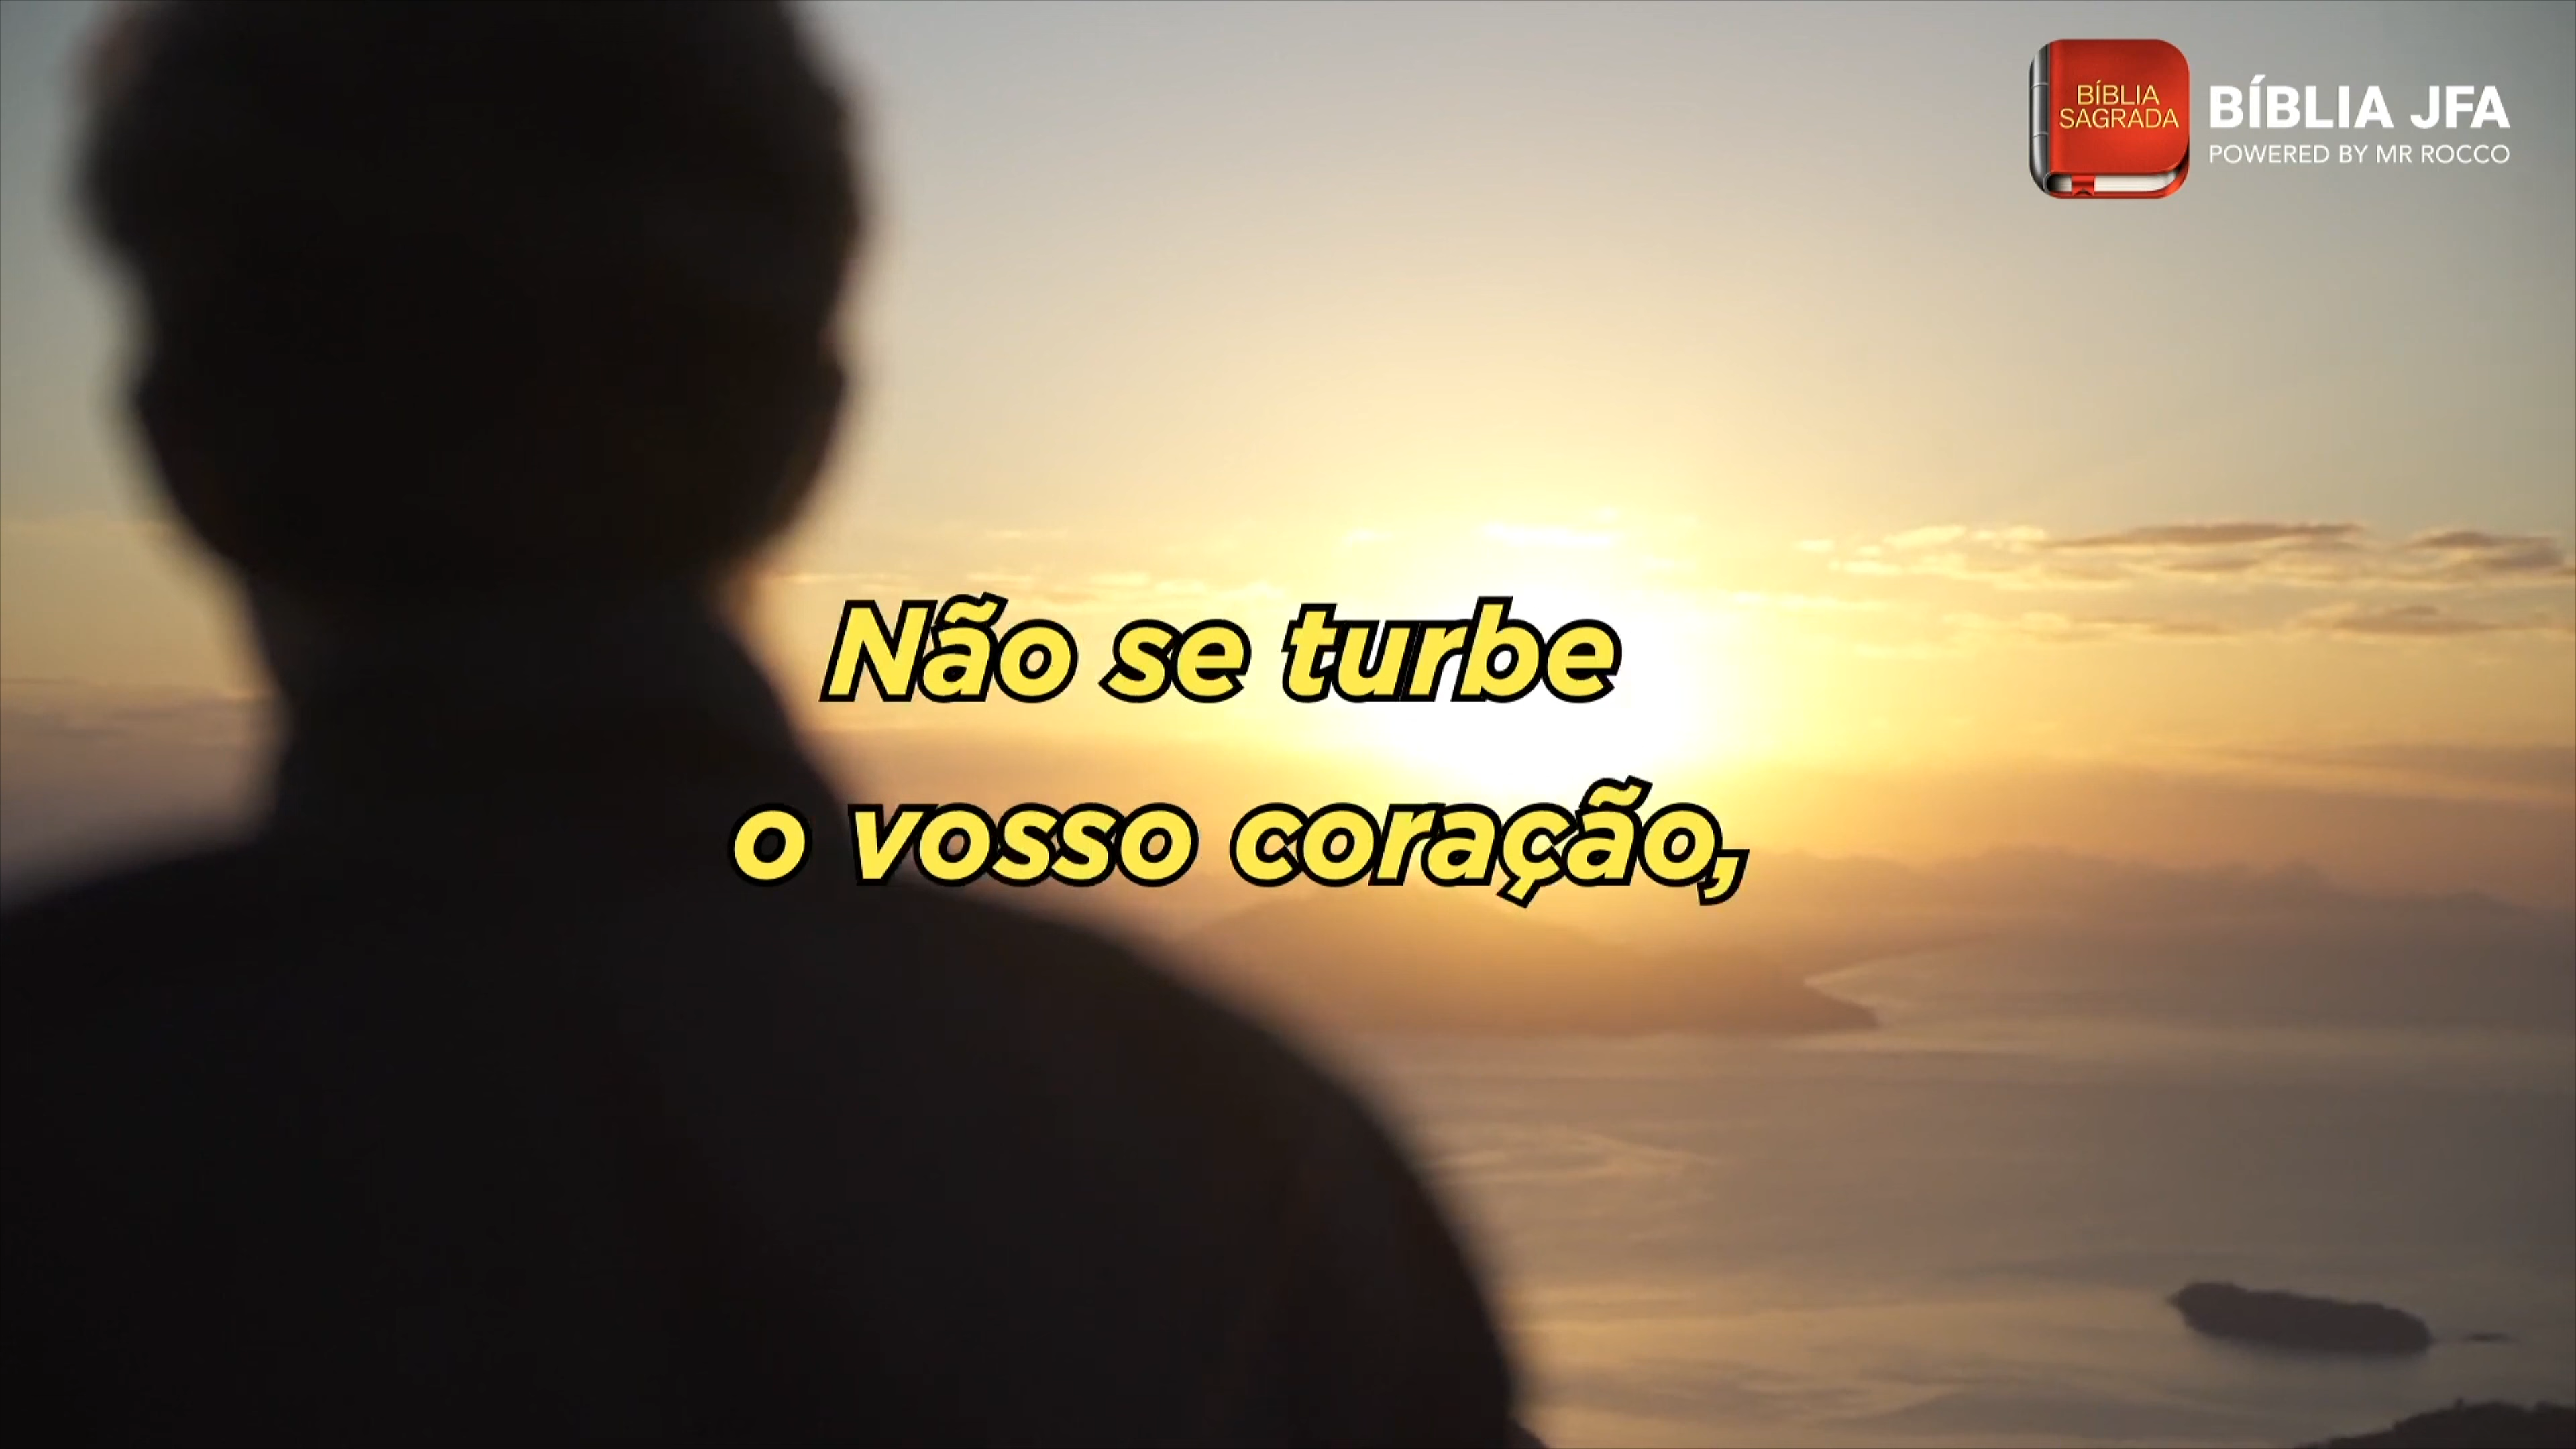 BÍBLIA
SAGRADA
BÍBLIA JFA
POWERED BY MR ROCCO
Não se turbe
o vosso coração,